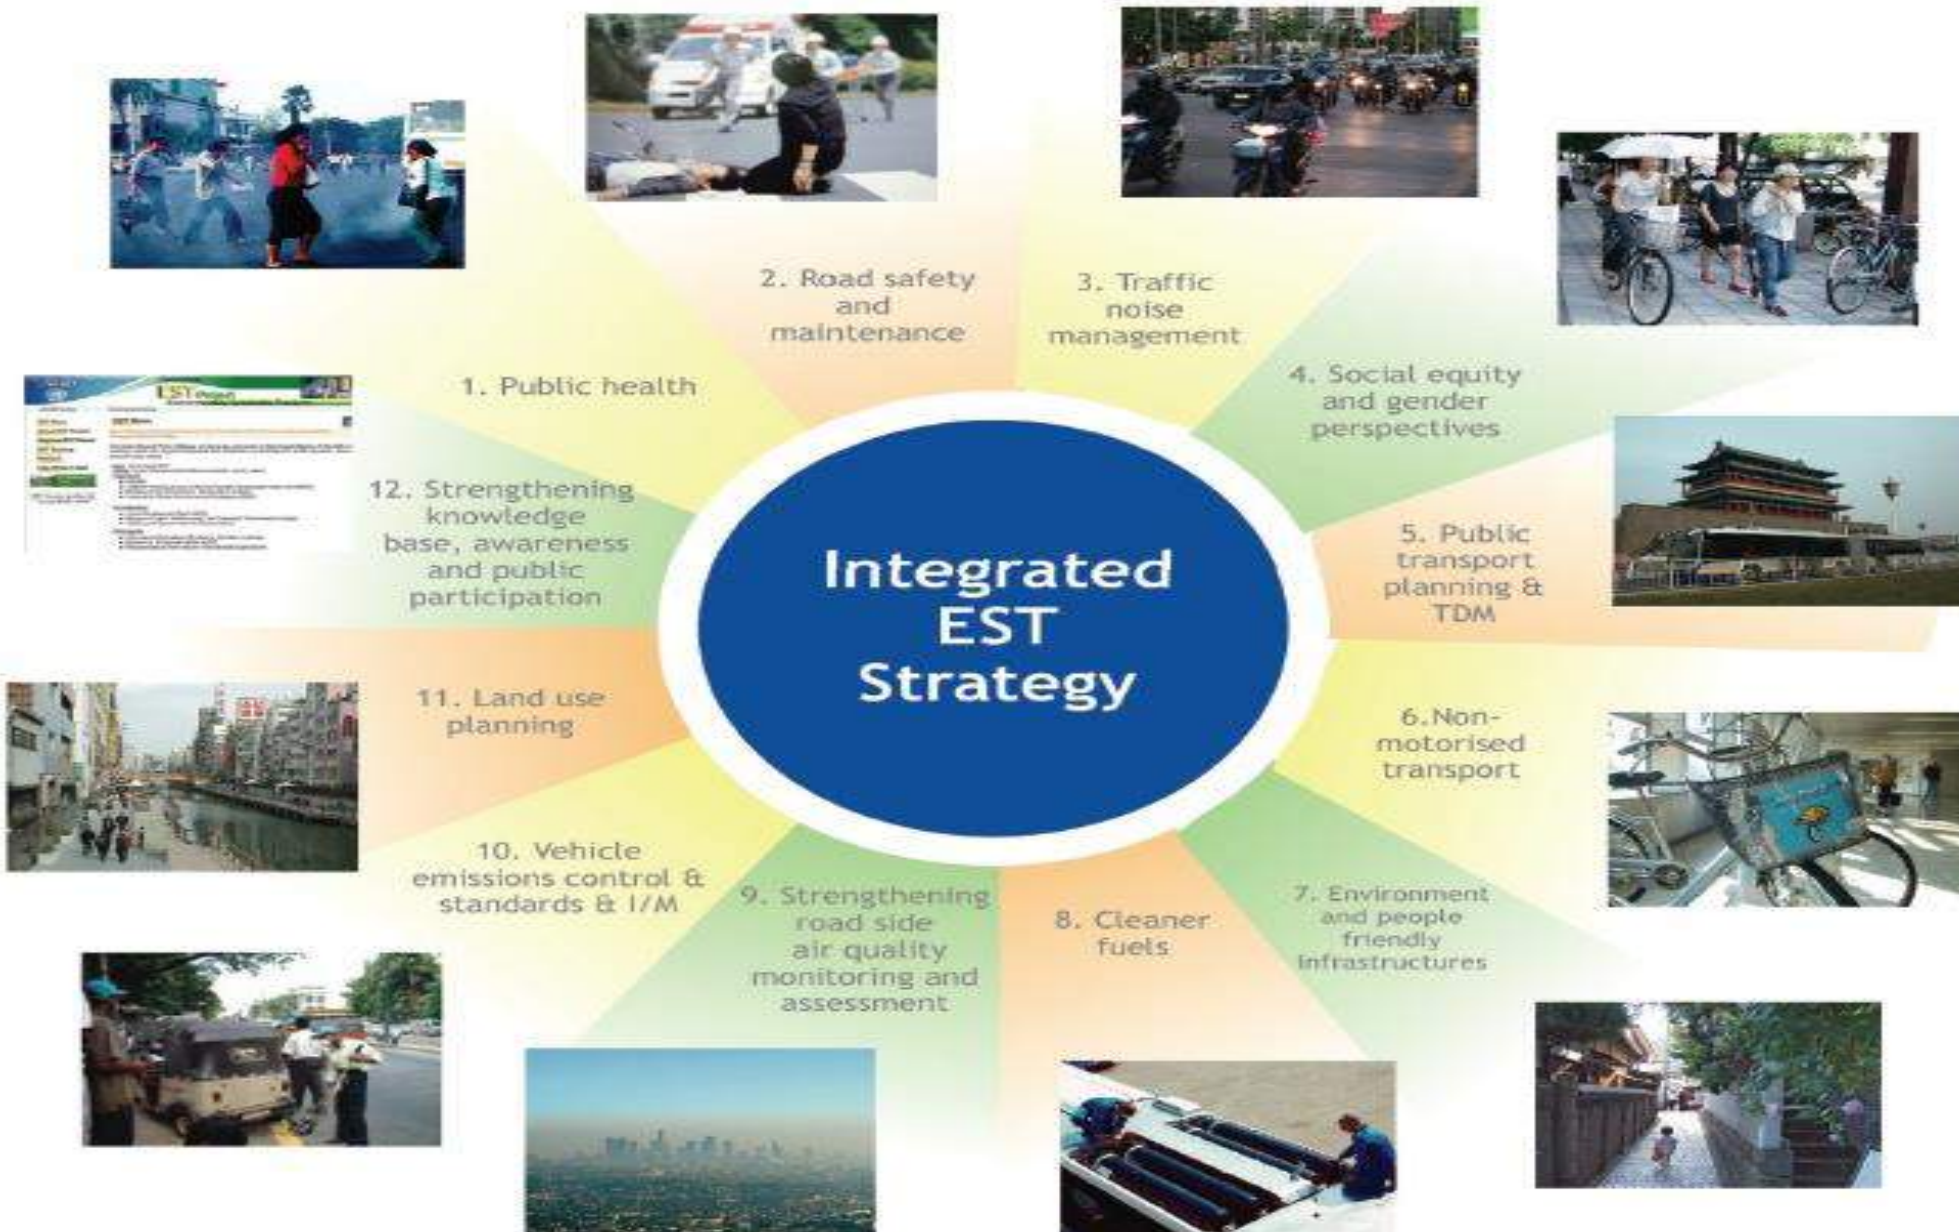 Integrated
EST
Strategy
1. Public health
2. Road safety
and
maintenance
3. Traffic
noise
management
4. Social equity
and gender
perspectives
5. Public
transport
planning &
TDM
6.Non-
motorised
transport
7. Environment
and people
friendly
infrastructures
8. Cleaner
fuels
9. Strengthening
road side
air quality
monitoring and
assessment
10. Vehicle
emissions control &
standards & I/M
11. Land use
planning
12. Strengthening
knowledge
base, awareness
and public
participation
EST